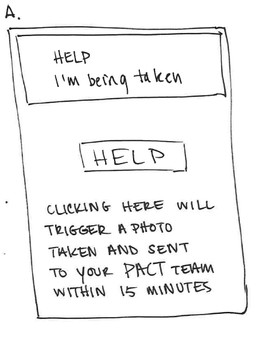 A.
HELP
I'm being taken
HELP
CLICKING HERE WILL
TRIGGER A PHOTO
TAKEN AND SENT
TO YOUR PACT TEAM
WITHIN 15 MINUTES